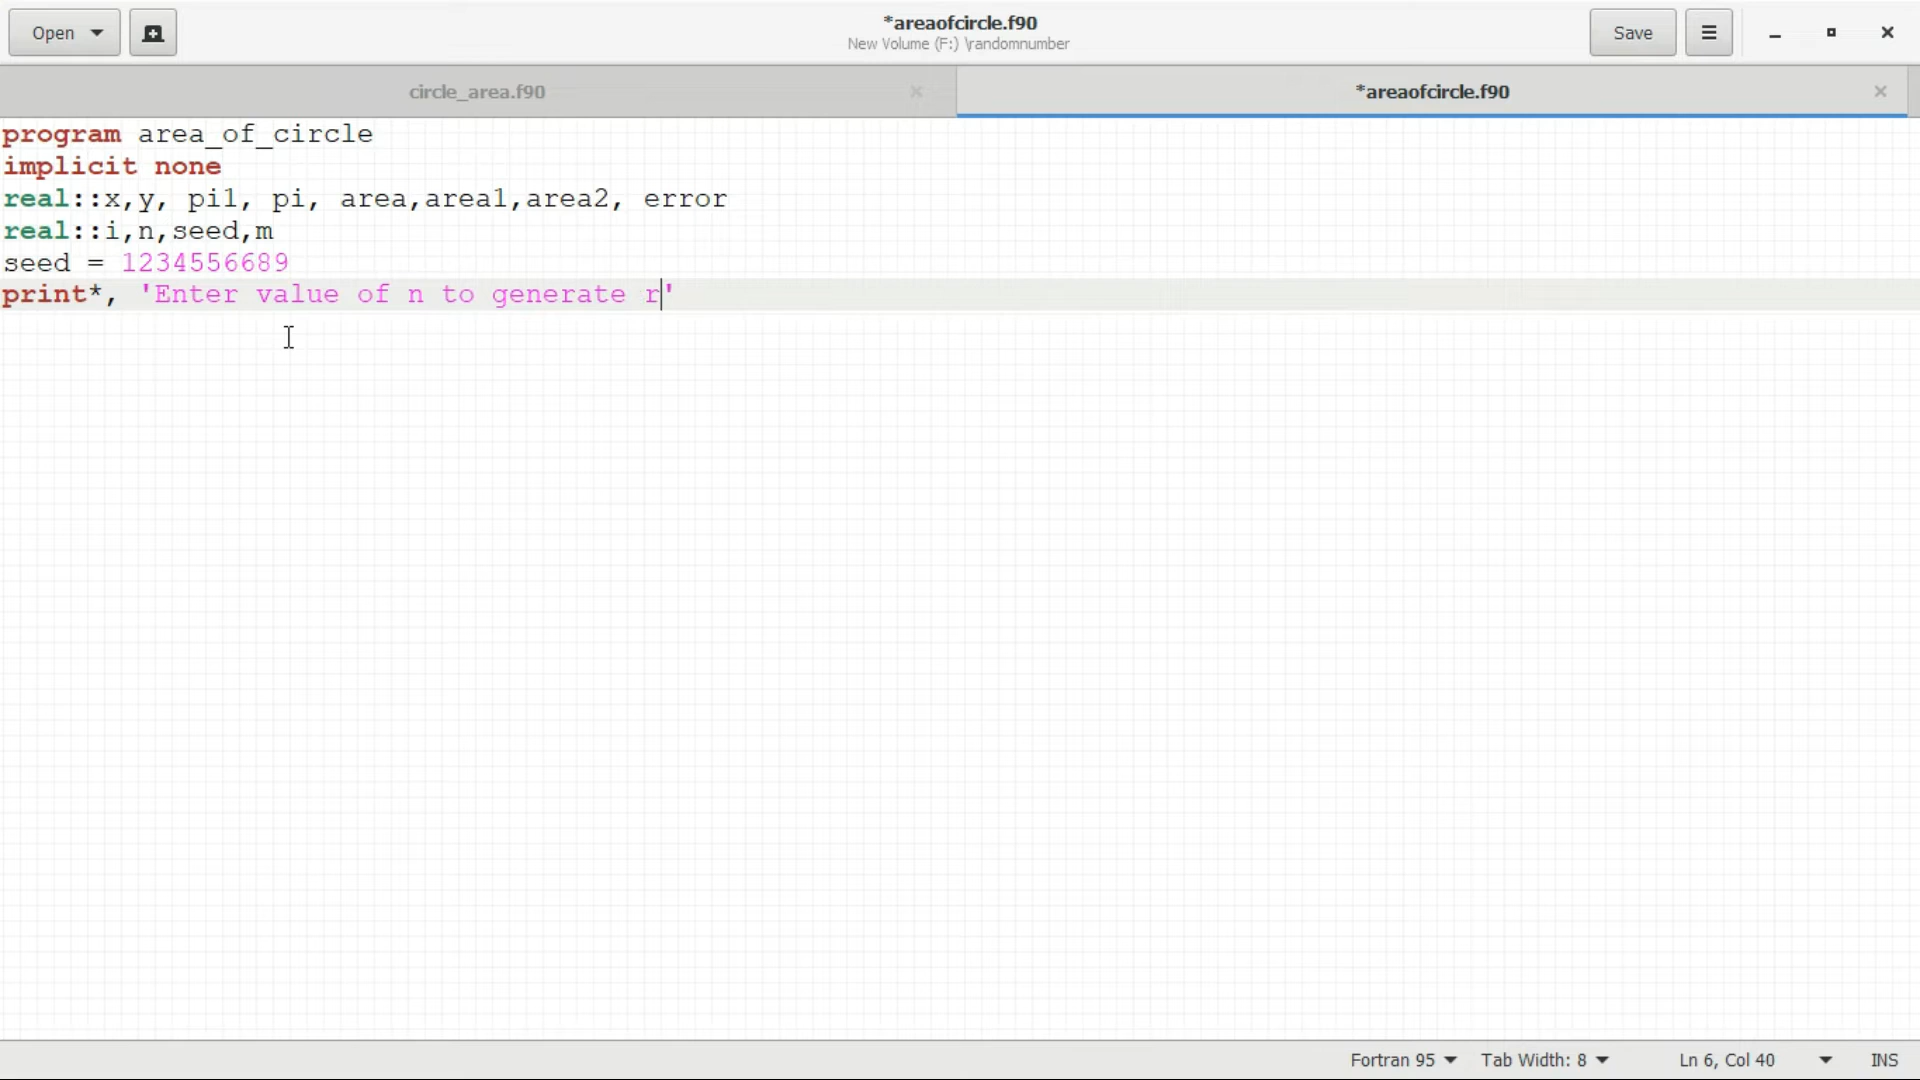 Open
*areaofcircle.f90
New Volume (F:) \randomnumber
Save
circle_area.f90
*areaofcircle.f90
program area_of_circle
implicit none
real::x,y, pi1, pi, area,area1,area2, error
real::i,n,seed,m
seed = 1234556689
print*, 'Enter value of n to generate r'
Fortran 95 Tab Width: 8 Ln 6, Col 40 INS